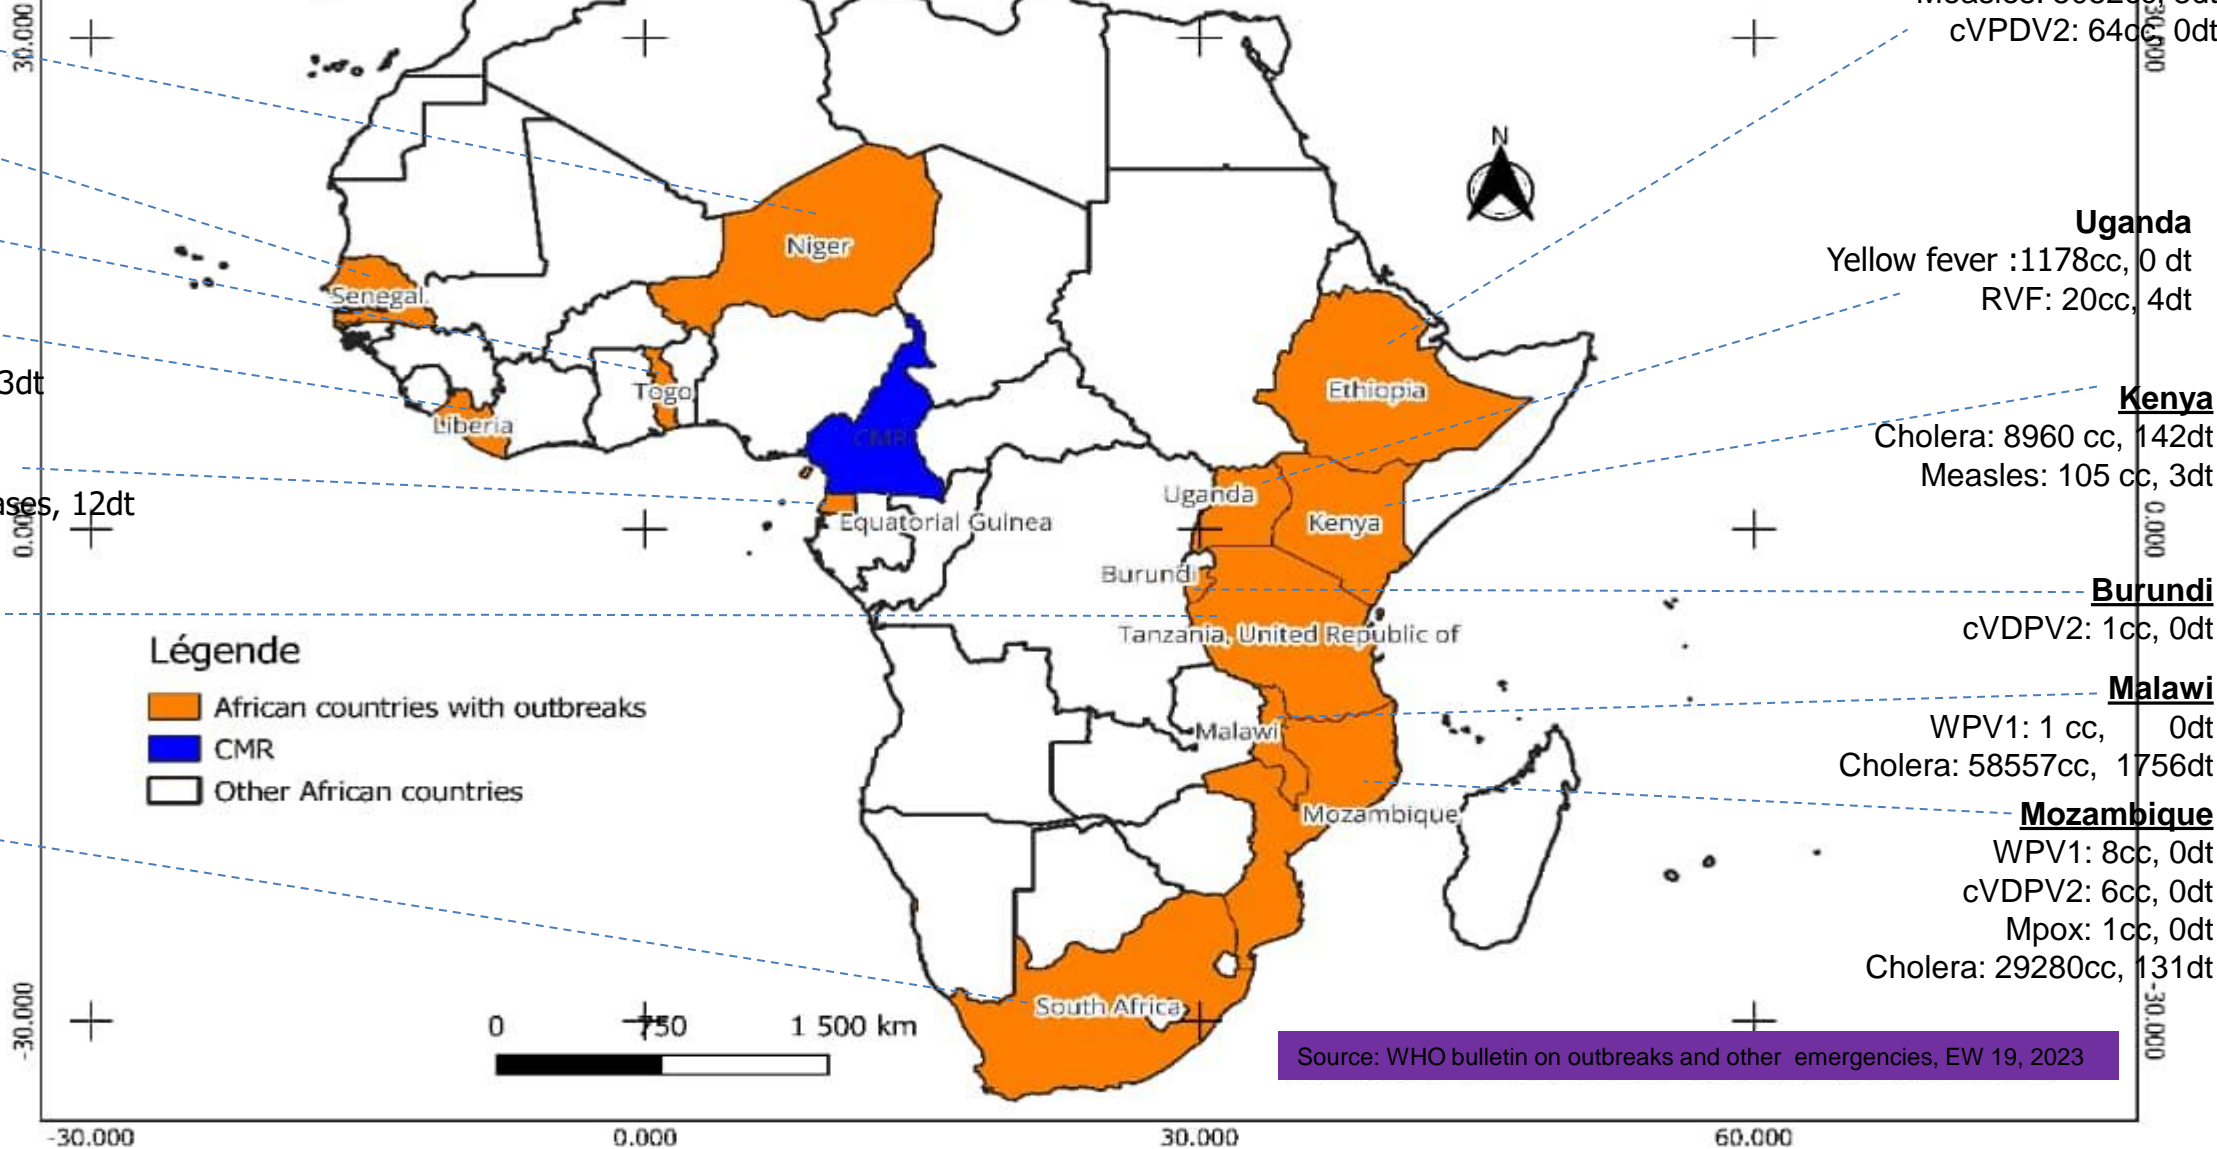 Measles:
cVPDV2: 64cc, 0dt
30.000
30.000
N
Uganda
Yellow fever :1178cc, 0 dt
RVF: 20cc, 4dt
Niger
Senegal
Togo
Liberia
CMR
Ethiopia
3dt
Kenya
Cholera: 8960 cc, 142dt
Measles: 105 cc, 3dt
ases, 12dt
Uganda
Equatorial Guinea
Kenya
0.000
0.000
Burundi
Burundi
cVDPV2: 1cc, 0dt
Tanzania, United Republic of
Légende
African countries with outbreaks
CMR
Other African countries
Malawi
WPV1: 1 cc, 0dt
Cholera: 58557cc, 1756dt
Malawi
Mozambique
Mozambique
WPV1: 8cc, 0dt
cVDPV2: 6cc, 0dt
Mpox: 1cc, 0dt
Cholera: 29280cc, 131dt
South Africa
-30.000
-30.000
0 750 1 500 km
Source: WHO bulletin on outbreaks and other emergencies, EW 19, 2023
-30.000 0.000 30.000 60.000